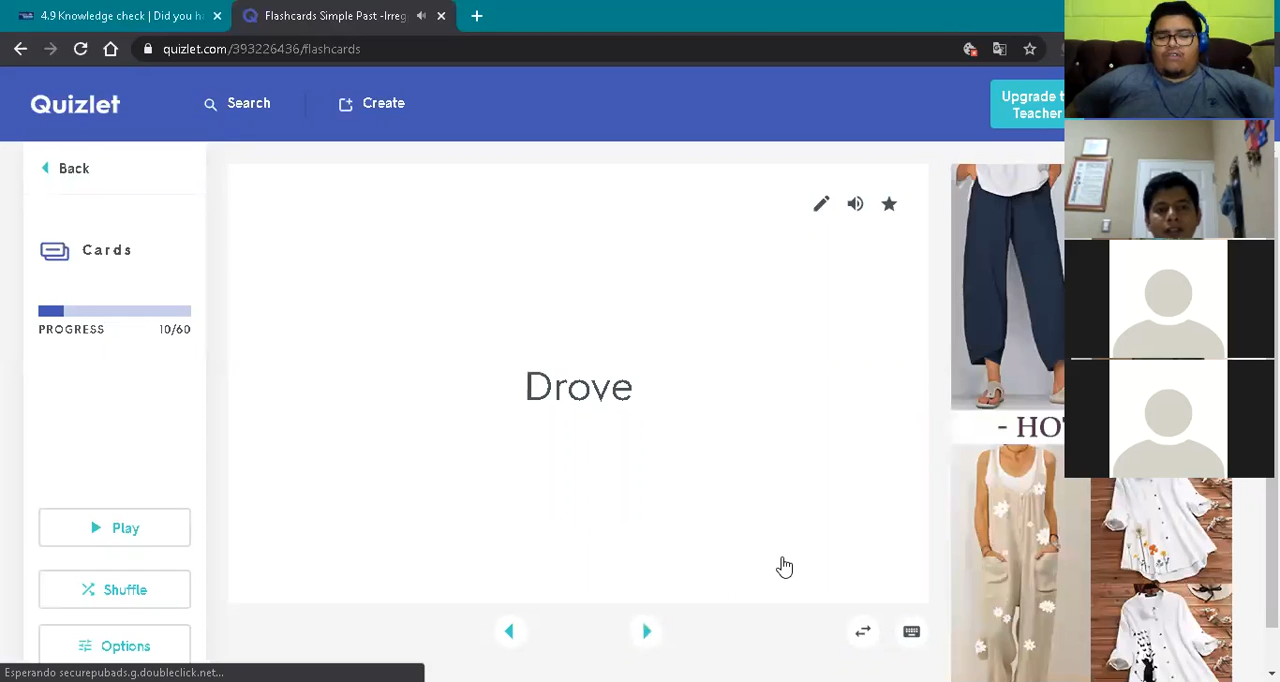 4.9 Knowledge check | Did you ha
Flashcards Simple Past -Irreg
quizlet.com/393226436/flashcards
Quizlet
Search
Create
Upgrade t
Teacher
Back
Cards
PROGRESS 10/60
Drove
- HO
Play
Shuffle
Options
Esperando securepubads.g.doubleclick.net...